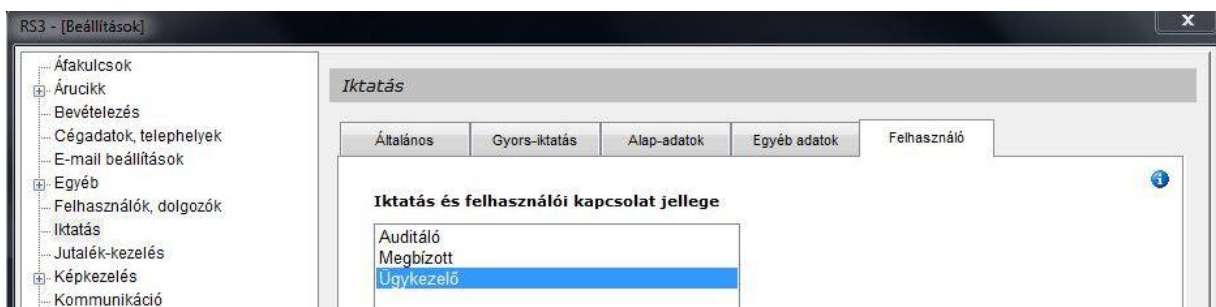 RS3 - [Beállítások]
Áfakulcsok
Árucikk
Bevételezés
Cégadatok, telephelyek
E-mail beállítások
Egyéb
Felhasználók, dolgozók
Iktatás
Jutalék-kezelés
Képkezelés
Kommunikáció
Iktatás
Általános Gyors-iktatás Alap-adatok Egyéb adatok Felhasználó
Iktatás és felhasználói kapcsolat jellege
Auditáló
Megbízott
Ügykezelő